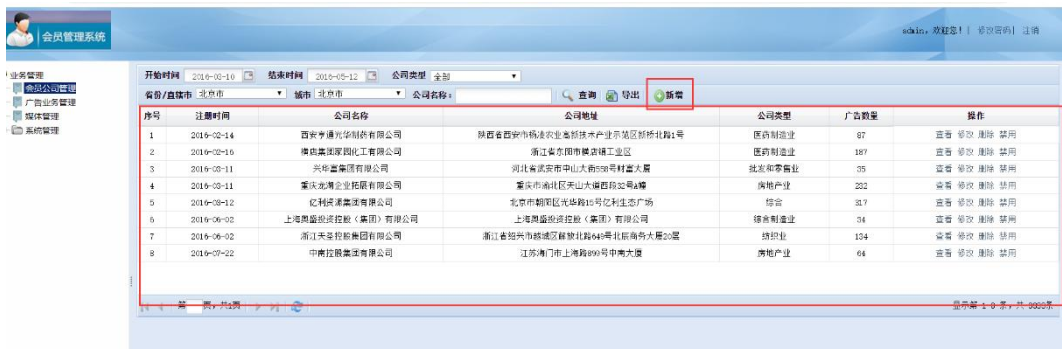 会员管理系统
admin，欢迎您！| 修改密码| 注销
业务管理
会员公司管理
广告业务管理
媒体管理
系统管理
开始时间 2016-03-10 结束时间 2016-05-12 公司类型 全部
省份/直辖市 北京市 城市 北京市 公司名称： 查询 导出 新增
序号 注册时间 公司名称 公司地址 公司类型 广告数量 操作
1 2016-02-14 西安亨通光华制药有限公司 陕西省西安市杨凌农业高新技术产业示范区新桥北路1号 医药制造业 87 查看 修改 删除 禁用
2 2016-02-16 横店集团家园化工有限公司 浙江省东阳市横店镇工业区 医药制造业 187 查看 修改 删除 禁用
3 2016-03-11 兴华富集团有限公司 河北省武安市中山大街558号财富大厦 批发和零售业 35 查看 修改 删除 禁用
4 2016-03-11 重庆龙湖企业拓展有限公司 重庆市渝北区天山大道西段32号A幢 房地产业 232 查看 修改 删除 禁用
5 2016-03-12 亿利资源集团有限公司 北京市朝阳区光华路15号亿利生态广场 综合 317 查看 修改 删除 禁用
6 2016-06-02 上海奥盛投资控股（集团）有限公司 上海奥盛投资控股（集团）有限公司 综合制造业 34 查看 修改 删除 禁用
7 2016-06-02 浙江天圣控股集团有限公司 浙江省绍兴市越城区解放北路649号北辰商务大厦20层 纺织业 134 查看 修改 删除 禁用
8 2016-07-22 中南控股集团有限公司 江苏海门市上海路899号中南大厦 房地产业 64 查看 修改 删除 禁用
第 页，共1页 显示第 1-8 条，共